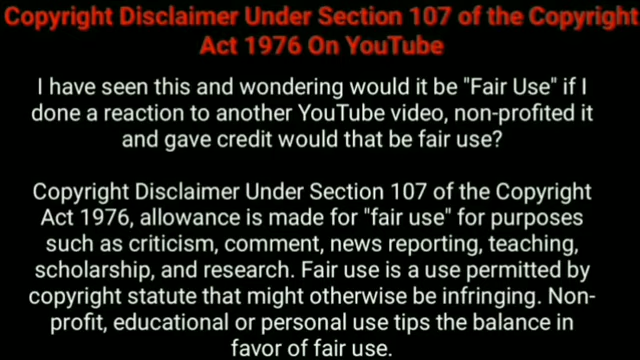 Copyright Disclaimer Under Section 107 of the Copyright
Act 1976 On YouTube
I have seen this and wondering would it be "Fair Use" if I
done a reaction to another YouTube video, non-profited it
and gave credit would that be fair use?
Copyright Disclaimer Under Section 107 of the Copyright
Act 1976, allowance is made for "fair use" for purposes
such as criticism, comment, news reporting, teaching,
scholarship, and research. Fair use is a use permitted by
copyright statute that might otherwise be infringing. Non-
profit, educational or personal use tips the balance in
favor of fair use.